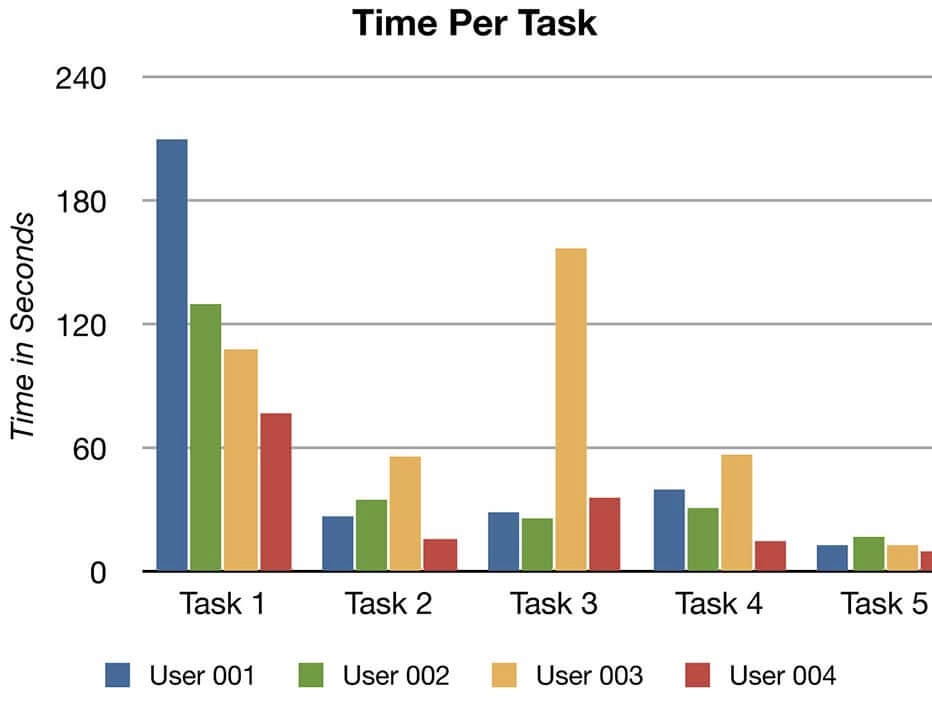 Time Per Task
240
180
120
60
0
Time in Seconds
Task 1 Task 2 Task 3 Task 4 Task 5
User 001 User 002 User 003 User 004